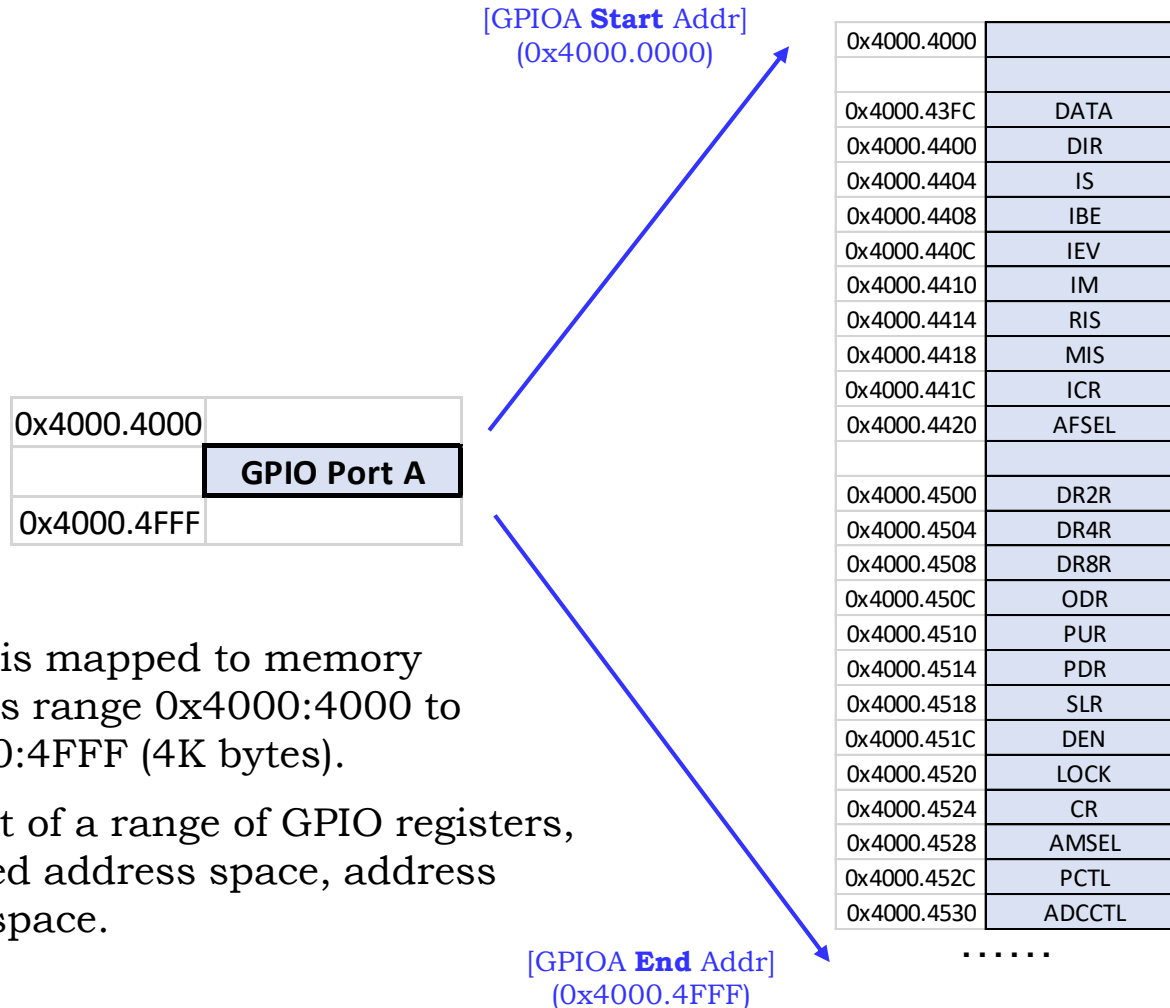 [GPIOA Start Addr]
(0x4000.0000)
0x4000.4000
0x4000.43FC DATA
0x4000.4400 DIR
0x4000.4404 IS
0x4000.4408 IBE
0x4000.440C IEV
0x4000.4410 IM
0x4000.4414 RIS
0x4000.4418 MIS
0x4000.441C ICR
0x4000.4420 AFSEL
0x4000.4500 DR2R
0x4000.4504 DR4R
0x4000.4508 DR8R
0x4000.450C ODR
0x4000.4510 PUR
0x4000.4514 PDR
0x4000.4518 SLR
0x4000.451C DEN
0x4000.4520 LOCK
0x4000.4524 CR
0x4000.4528 AMSEL
0x4000.452C PCTL
0x4000.4530 ADCCTL
......
0x4000.4000
GPIO Port A
0x4000.4FFF
is mapped to memory
s range 0x4000:4000 to
0:4FFF (4K bytes).
t of a range of GPIO registers,
ed address space, address
space.
[GPIOA End Addr]
(0x4000.4FFF)